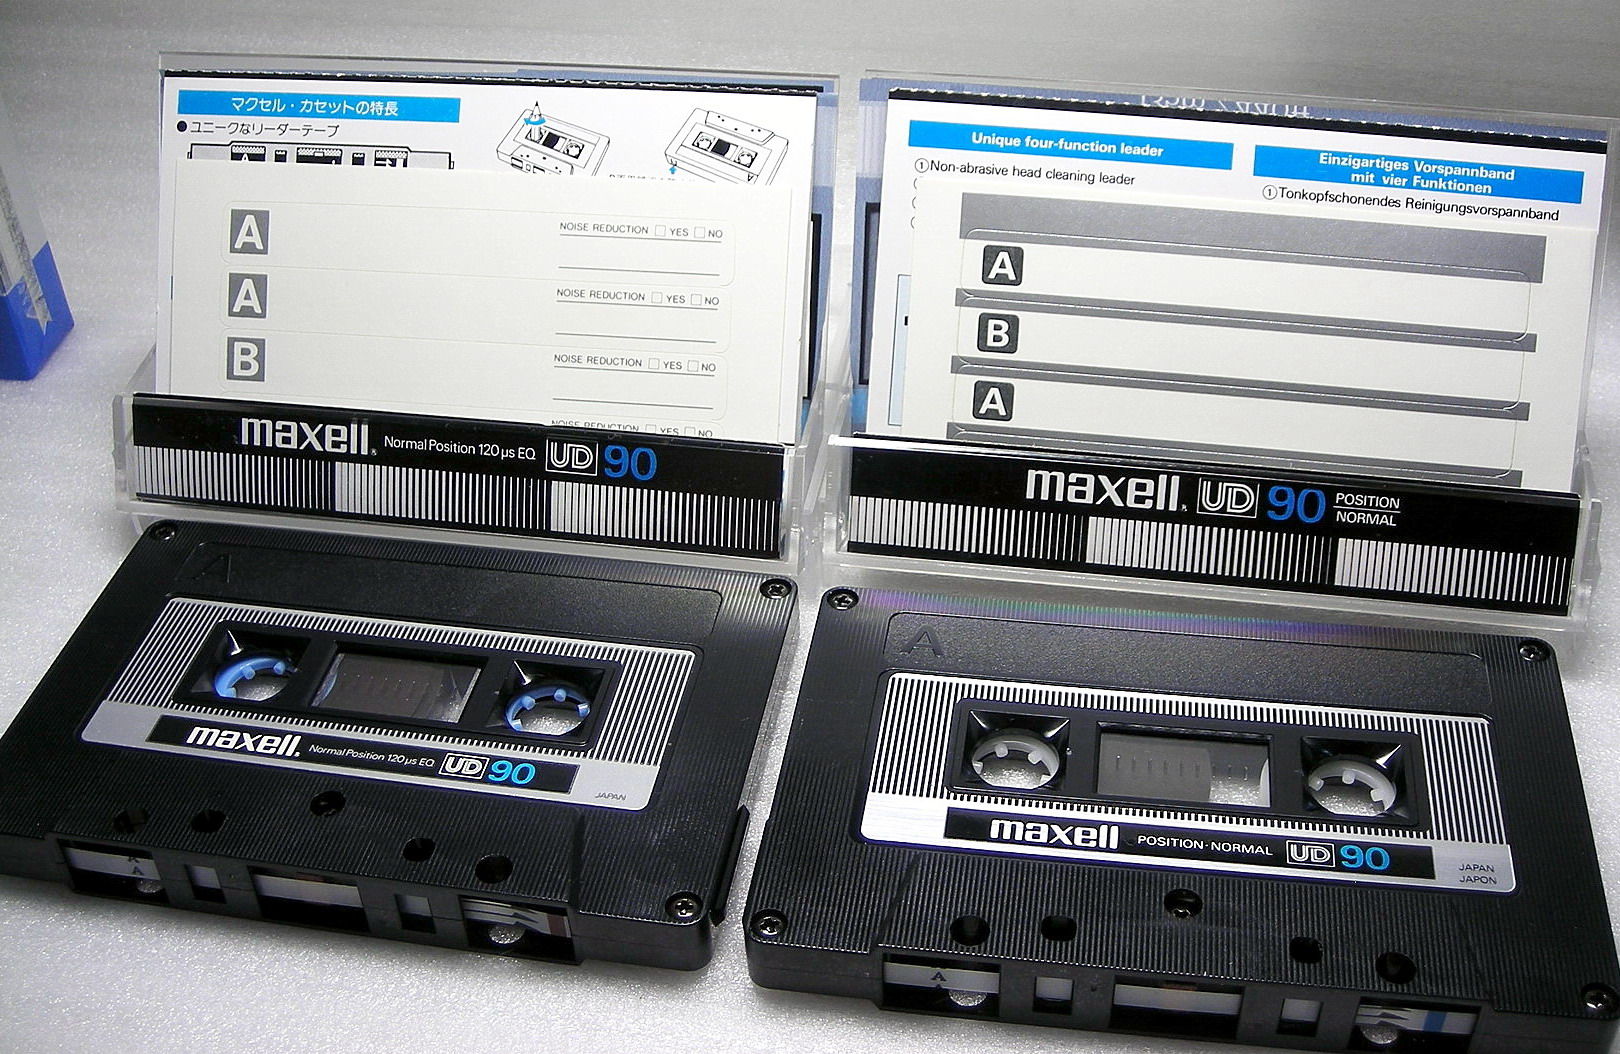 マクセル・カセットの特長
●ユニークなリーダーテープ
A
NOISE REDUCTION □ YES □ NO
A
NOISE REDUCTION □ YES □ NO
B
NOISE REDUCTION □ YES □ NO
NOISE REDUCTION □ YES □ NO
maxell® Normal Position 120 μs EQ UD 90
Unique four-function leader
①Non-abrasive head cleaning leader
Einzigartiges Vorspannband
mit vier Funktionen
①Tonkopfschonendes Reinigungsvorspannband
A
B
A
maxell® UD 90 POSITION
NORMAL
A
maxell® Normal Position 120 μs EQ UD 90
JAPAN
A
A
A
maxell POSITION·NORMAL UD 90
JAPAN
JAPON
A
A